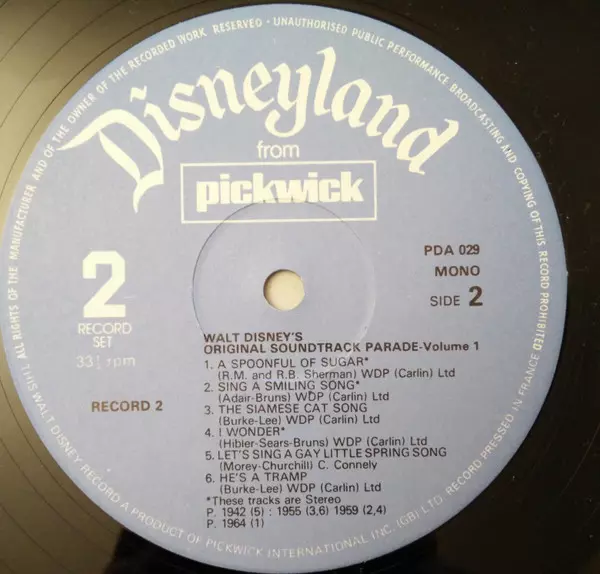 ALL RIGHTS OF THE MANUFACTURER AND OF THE OWNER OF THE RECORDED WORK RESERVED - UNAUTHORISED PUBLIC PERFORMANCE BROADCASTING AND COPYING OF THIS RECORD PROHIBITED
Disneyland
from
pickwick
2
RECORD
SET
33⅓ rpm
PDA 029
MONO
SIDE 2
RECORD 2
WALT DISNEY'S
ORIGINAL SOUNDTRACK PARADE-Volume 1
1. A SPOONFUL OF SUGAR*
(R.M. and R.B. Sherman) WDP (Carlin) Ltd
2. SING A SMILING SONG*
(Adair-Bruns) WDP (Carlin) Ltd
3. THE SIAMESE CAT SONG
(Burke-Lee) WDP (Carlin) Ltd
4. I WONDER*
(Hibler-Sears-Bruns) WDP (Carlin) Ltd
5. LET'S SING A GAY LITTLE SPRING SONG
(Morey-Churchill) C. Connely
6. HE'S A TRAMP
(Burke-Lee) WDP (Carlin) Ltd
*These tracks are Stereo
P. 1942 (5) : 1955 (3,6) 1959 (2,4)
P. 1964 (1)
THIS WALT DISNEY RECORD A PRODUCT OF PICKWICK INTERNATIONAL INC. (GB) LTD. RECORD PRESSED IN FRANCE